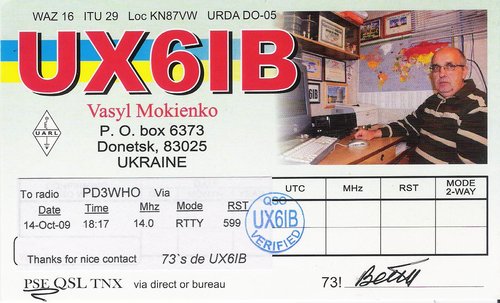 WAZ 16 ITU 29 Loc KN87VW URDA DO-05
UX6IB
Vasyl Mokienko
P. O. box 6373
Donetsk, 83025
UKRAINE
UARL
To radio PD3WHO Via
Date Time Mhz Mode RST
14-Oct-09 18:17 14.0 RTTY 599
Thanks for nice contact 73`s de UX6IB
UTC MHz RST MODE 2-WAY
QSO
UX6IB
VERIFIED
PSE QSL TNX via direct or bureau
73!